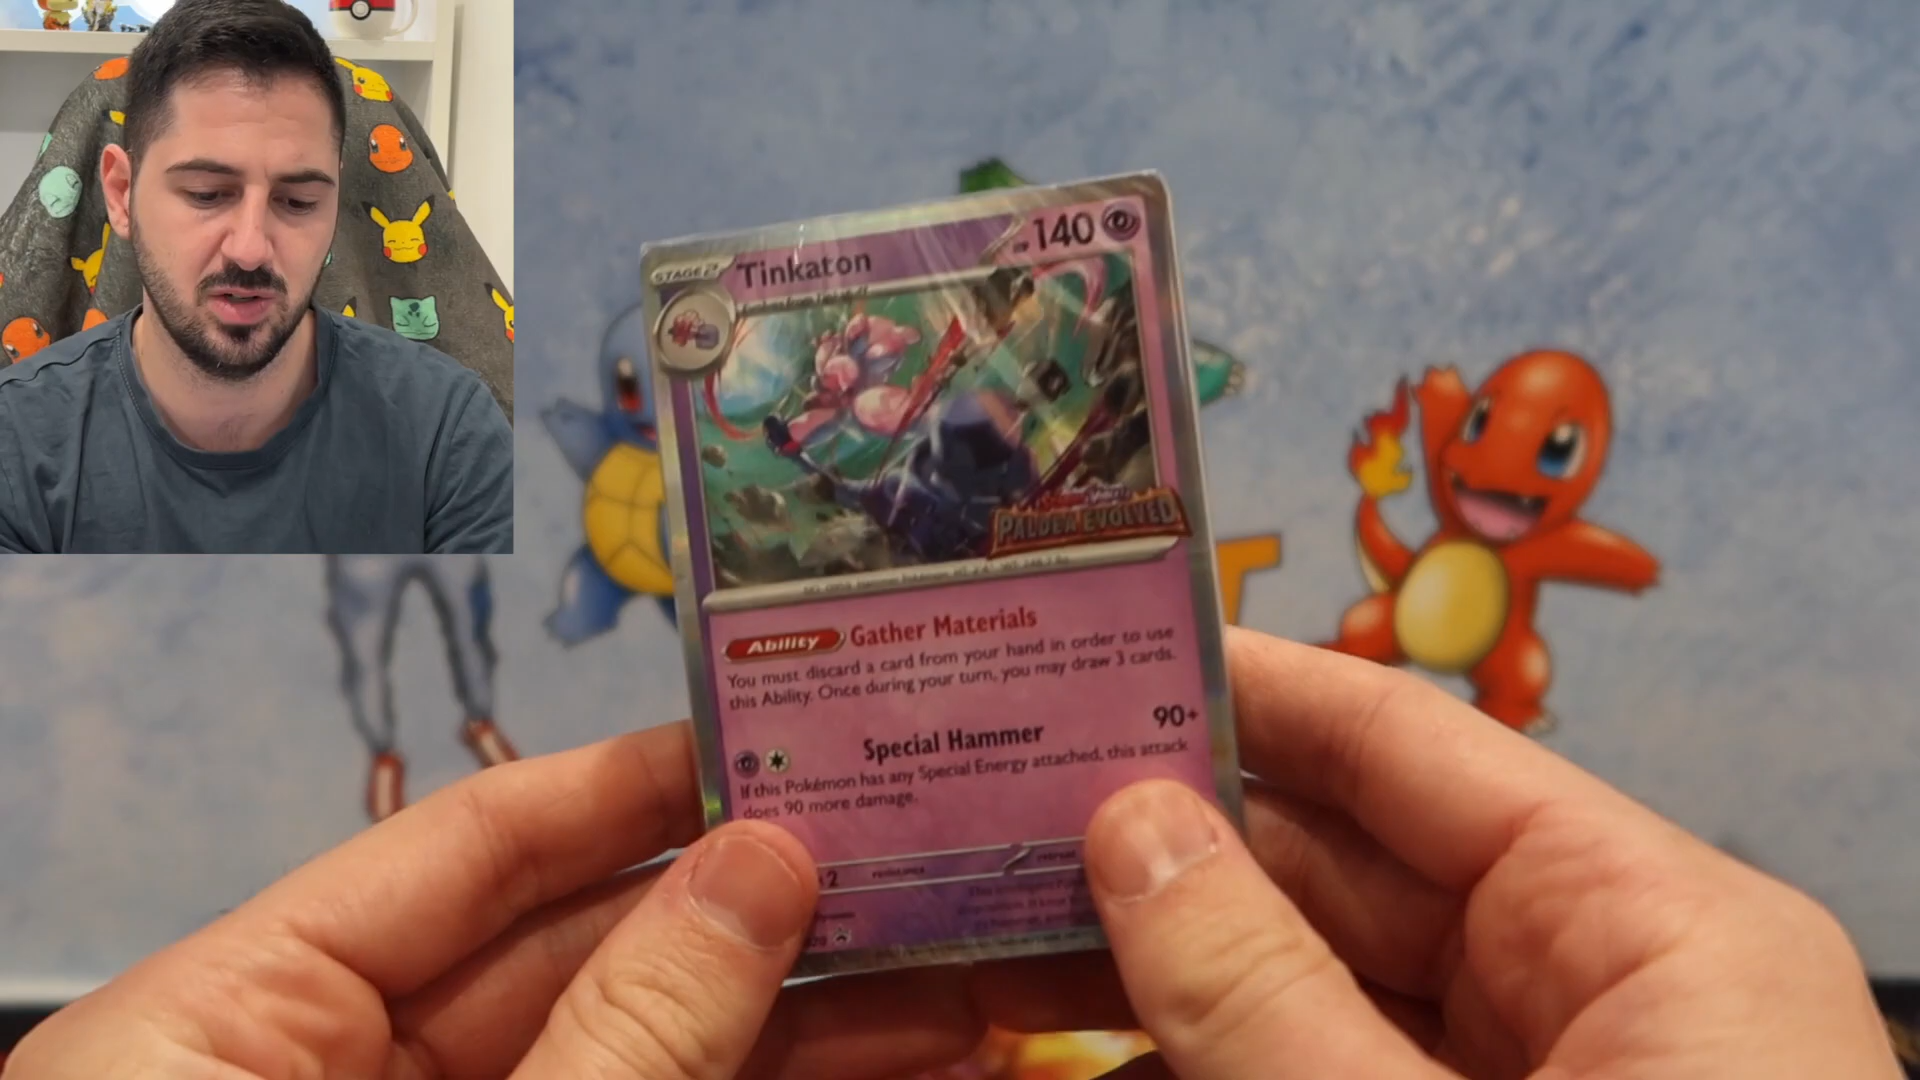 STAGE 2
Tinkaton
HP 140
PALDEA EVOLVED
Ability Gather Materials
You must discard a card from your hand in order to use
this Ability. Once during your turn, you may draw 3 cards.
Special Hammer 90+
If this Pokémon has any Special Energy attached, this attack
does 90 more damage.
×2 resistance retreat
T